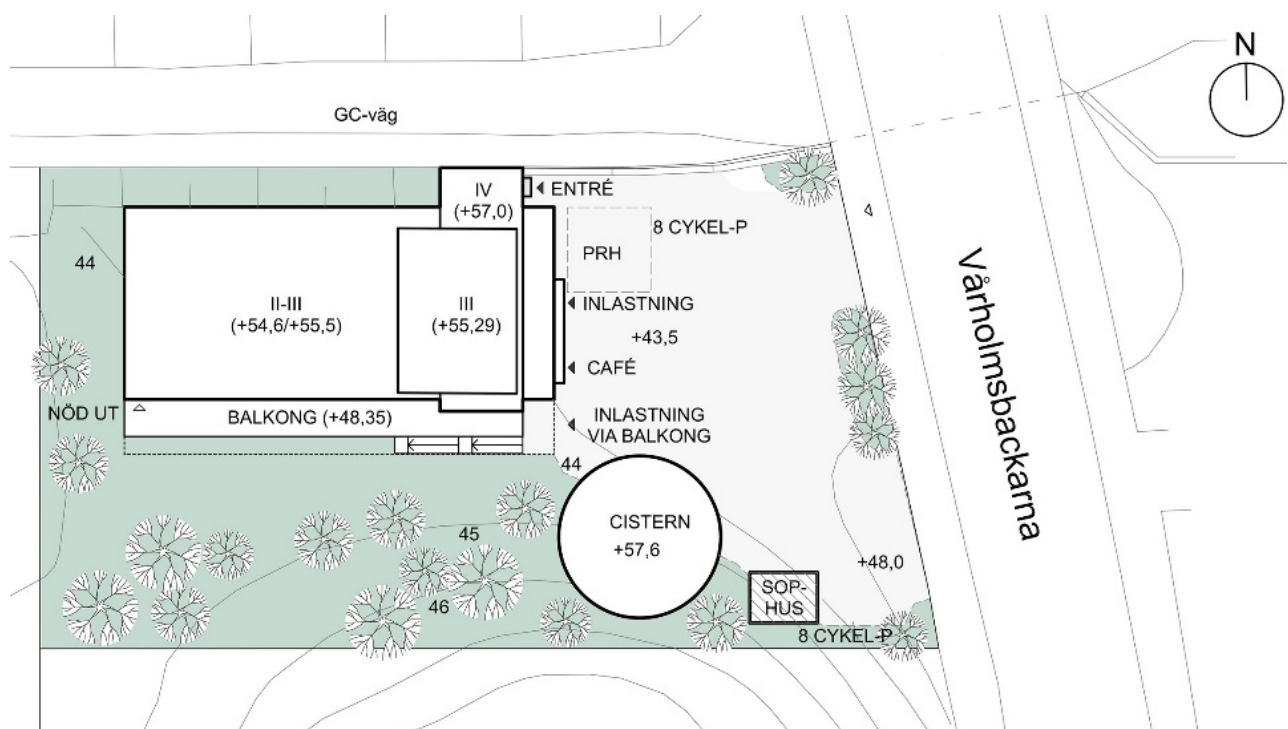 N
GC-väg
IV
(+57,0)
ENTRÉ
8 CYKEL-P
PRH
44
II-III
(+54,6/+55,5)
III
(+55,29)
INLASTNING
+43,5
CAFÉ
Vårholmsbackarna
NÖD UT
BALKONG (+48,35)
INLASTNING
VIA BALKONG
44
CISTERN
+57,6
45
46
+48,0
SOP-
HUS
8 CYKEL-P